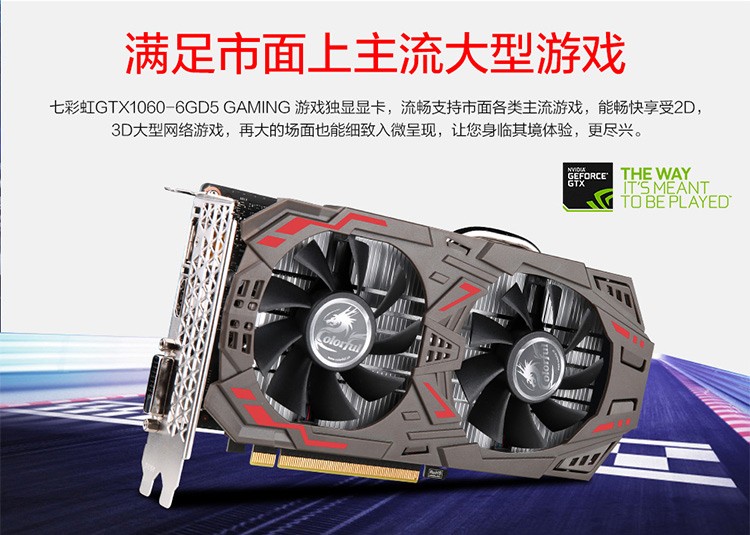 满足市面上主流大型游戏
七彩虹GTX1060-6GD5 GAMING 游戏独显显卡，流畅支持市面各类主流游戏，能畅快享受2D，
3D大型网络游戏，再大的场面也能细致入微呈现，让您身临其境体验，更尽兴。
NVIDIA
GEFORCE
GTX
THE WAY
IT'S MEANT
TO BE PLAYED
Colorful
Colorful